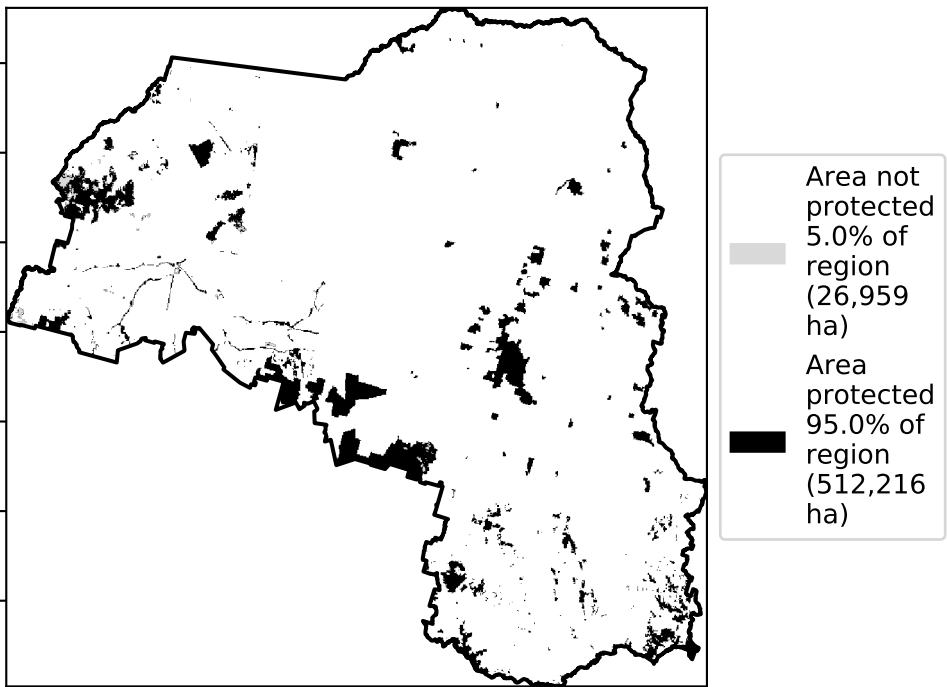 Area not
protected
5.0% of
region
(26,959
ha)
Area
protected
95.0% of
region
(512,216
ha)